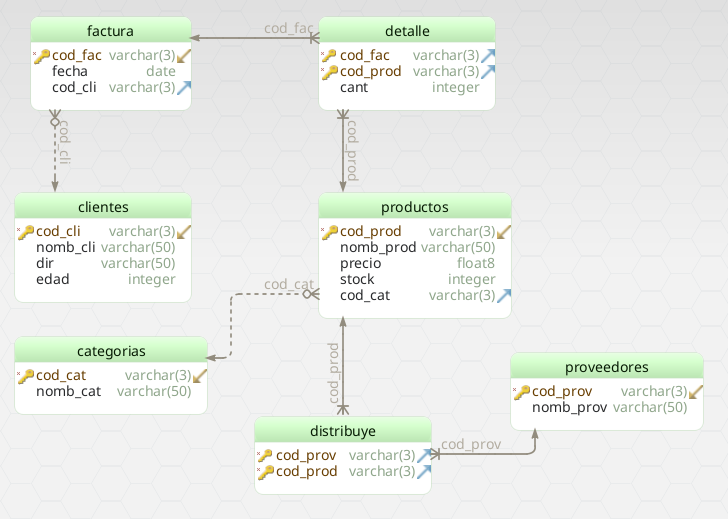 factura
cod_fac varchar(3)
fecha date
cod_cli varchar(3)
cod_fac
detalle
cod_fac varchar(3)
cod_prod varchar(3)
cant integer
cod_cli
cod_prod
clientes
cod_cli varchar(3)
nomb_cli varchar(50)
dir varchar(50)
edad integer
productos
cod_prod varchar(3)
nomb_prod varchar(50)
precio float8
stock integer
cod_cat varchar(3)
cod_cat
categorias
cod_cat varchar(3)
nomb_cat varchar(50)
cod_prod
proveedores
cod_prov varchar(3)
nomb_prov varchar(50)
distribuye
cod_prov varchar(3)
cod_prod varchar(3)
cod_prov